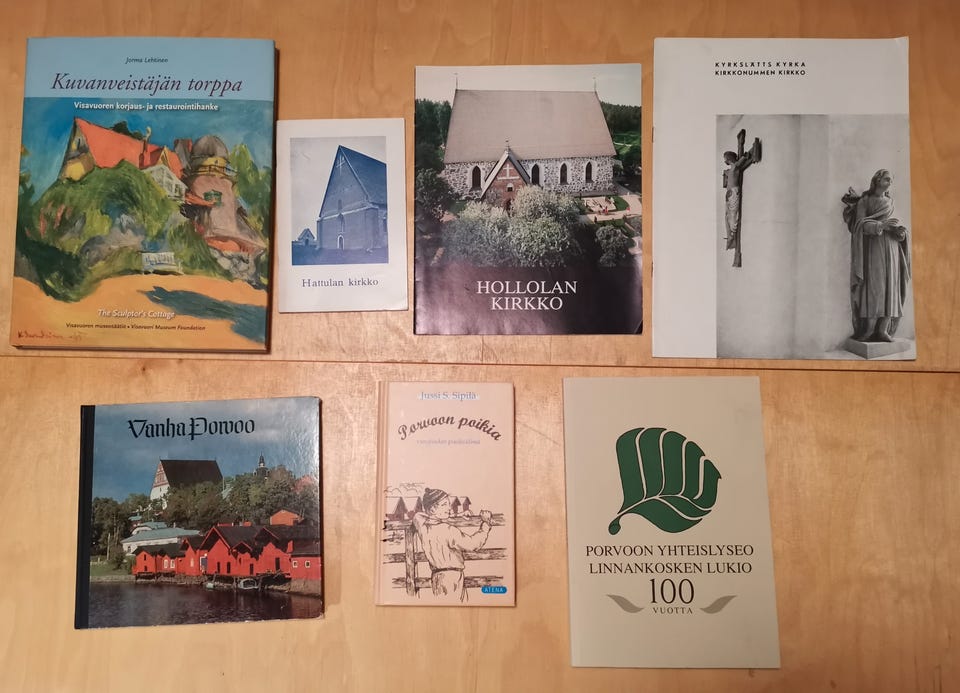 Jorma Lehtinen
Kuvanveistäjän torppa
Visavuoren korjaus- ja restaurointihanke
The Sculptor's Cottage
Visavuoren museosäätiö • Visavuori Museum Foundation
Hattulan kirkko
HOLLOLAN
KIRKKO
KYRKSLÄTTS KYRKA
KIRKKONUMMEN KIRKKO
Vanha Porvoo
Jussi S. Sipilä
Porvoon poikia
ATENA
PORVOON YHTEISLYSEO
LINNANKOSKEN LUKIO
100
VUOTTA